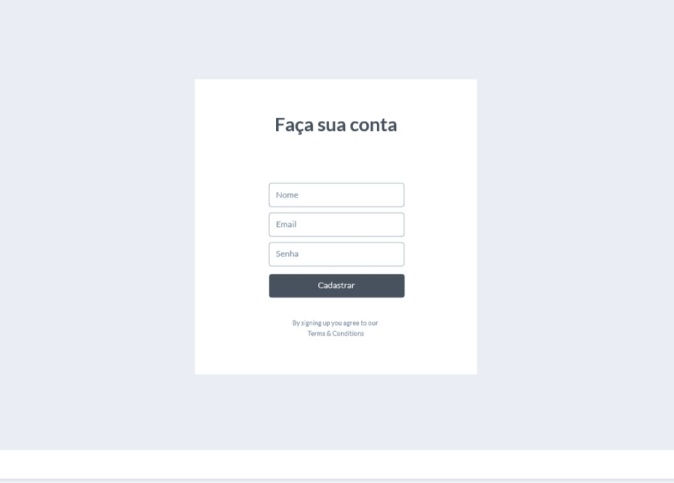 Faça sua conta
Nome
Email
Senha
Cadastrar
By signing up you agree to our
Terms & Conditions